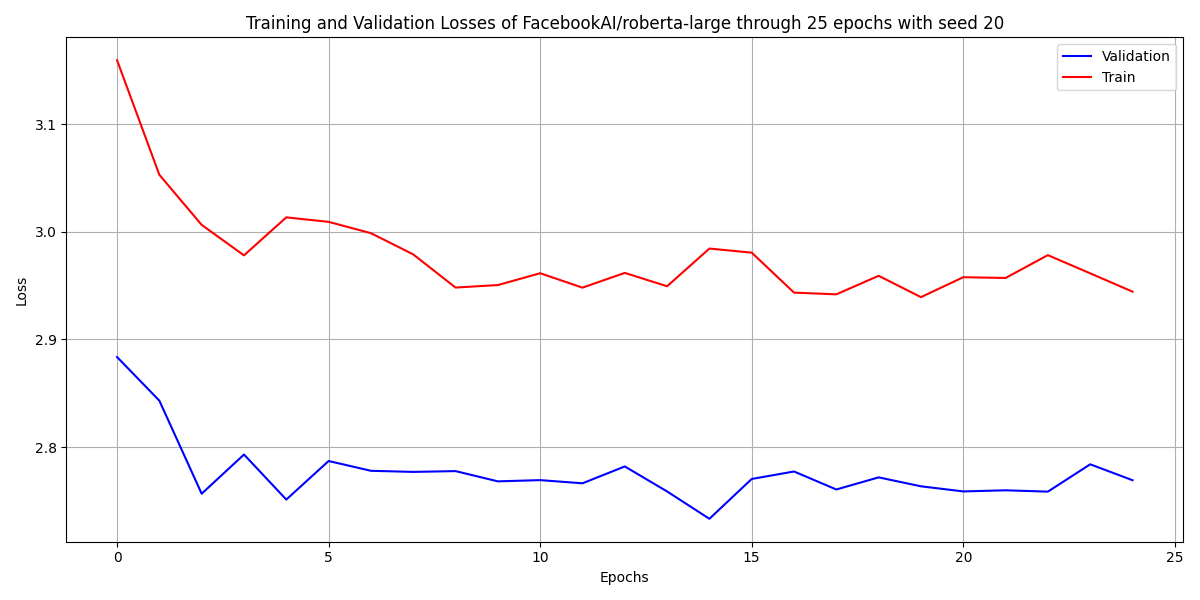 Training and Validation Losses of FacebookAI/roberta-large through 25 epochs with seed 20
Validation
Train
3.1
3.0
2.9
2.8
Loss
0 5 10 15 20 25
Epochs